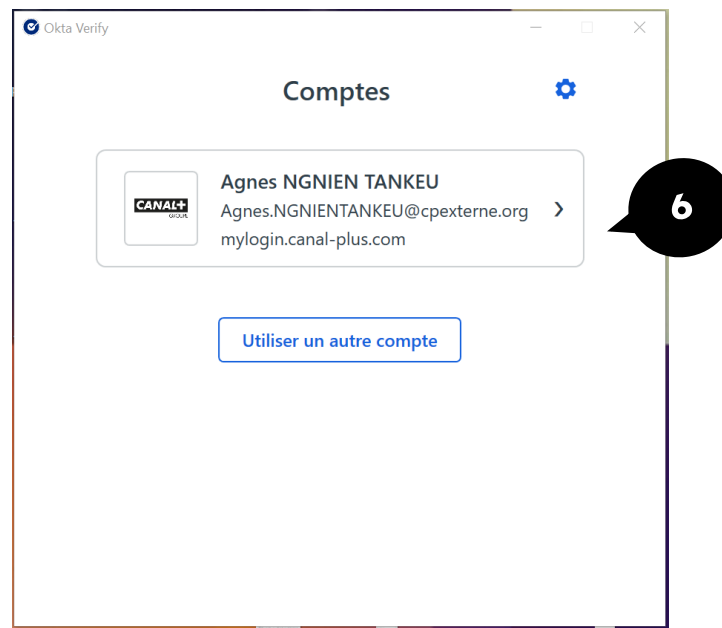 Okta Verify
Comptes
CANAL+
GROUPE
Agnes NGNIEN TANKEU
Agnes.NGNIENTANKEU@cpexterne.org
mylogin.canal-plus.com
6
Utiliser un autre compte